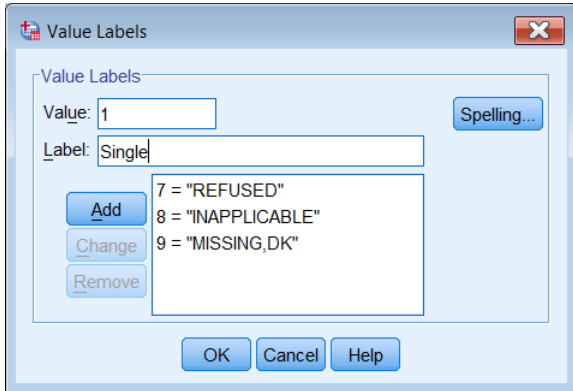 Value Labels
Value Labels
Value: 1
Spelling...
Label: Single
Add
Change
Remove
7 = "REFUSED"
8 = "INAPPLICABLE"
9 = "MISSING,DK"
OK Cancel Help